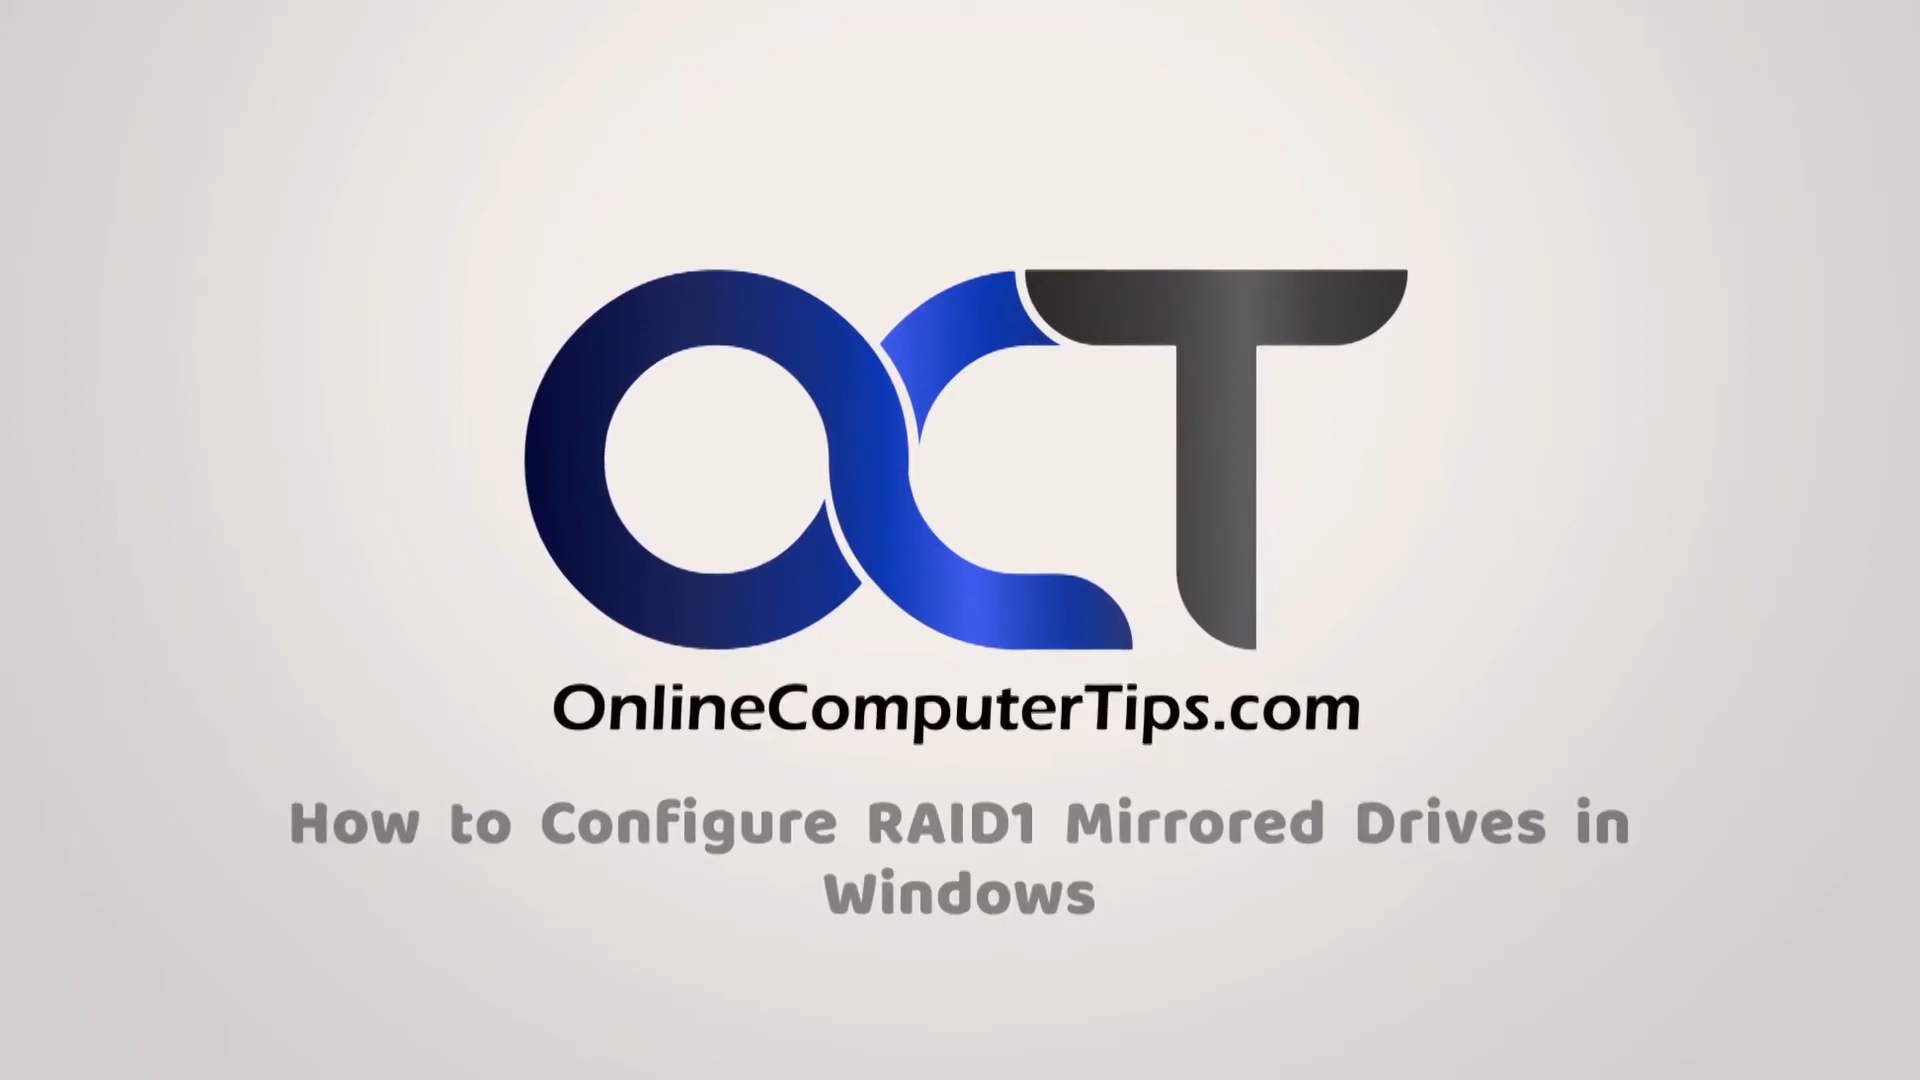 OCT
OnlineComputerTips.com
How to Configure RAID1 Mirrored Drives in
Windows